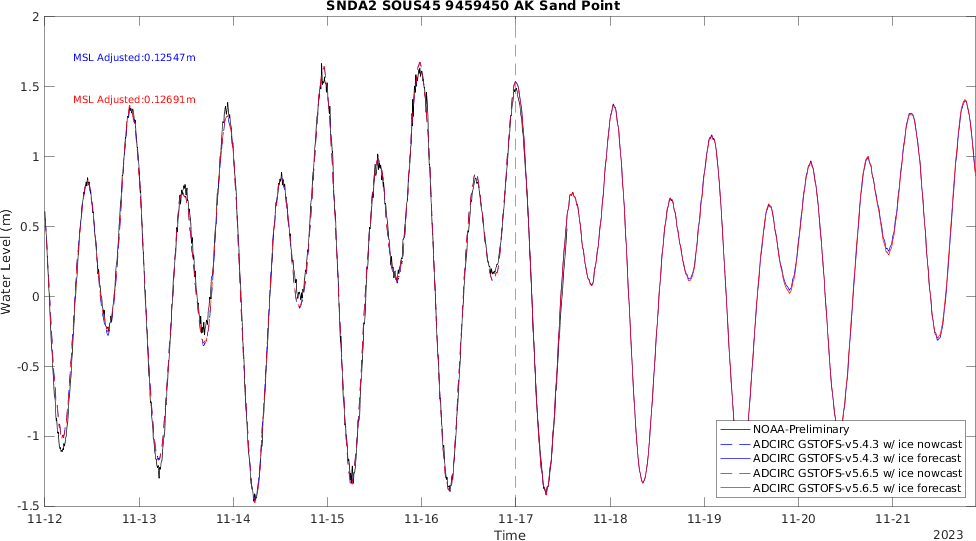 SNDA2 SOUS45 9459450 AK Sand Point
MSL Adjusted:0.12547m
MSL Adjusted:0.12691m
Water Level (m)
2
1.5
1
0.5
0
-0.5
-1
-1.5
11-12 11-13 11-14 11-15 11-16 11-17 11-18 11-19 11-20 11-21
Time
2023
NOAA-Preliminary
ADCIRC GSTOFS-v5.4.3 w/ ice nowcast
ADCIRC GSTOFS-v5.4.3 w/ ice forecast
ADCIRC GSTOFS-v5.6.5 w/ ice nowcast
ADCIRC GSTOFS-v5.6.5 w/ ice forecast